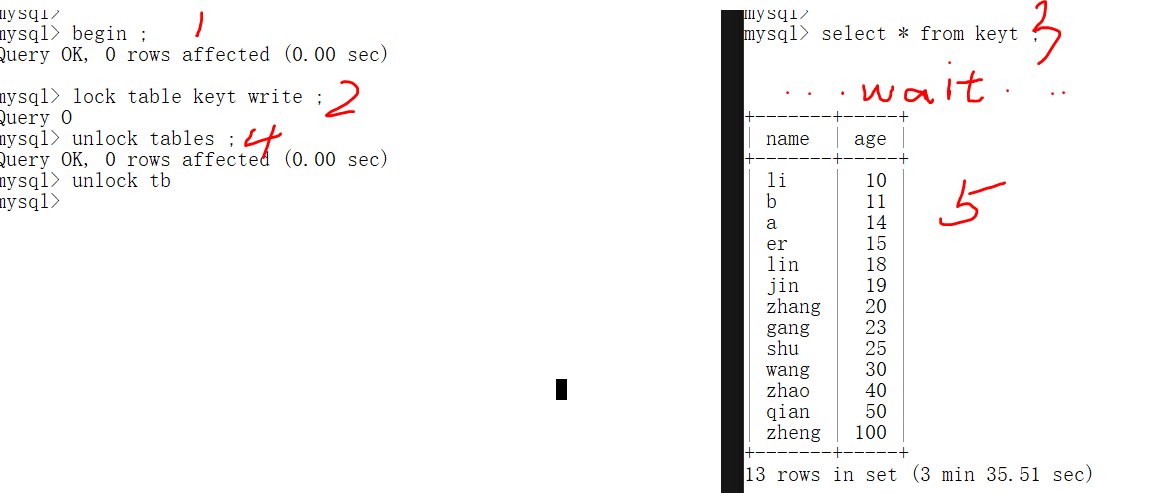 mysql>
mysql> begin ; 1
Query OK, 0 rows affected (0.00 sec)
mysql> lock table keyt write ; 2
Query O
mysql> unlock tables ; 4
Query OK, 0 rows affected (0.00 sec)
mysql> unlock tb
mysql>
mysql>
mysql> select * from keyt ; 3
... wait . ..
+-------+-----+
| name | age |
+-------+-----+
| li | 10 |
| b | 11 |
| a | 14 |
| er | 15 |
| lin | 18 |
| jin | 19 |
| zhang | 20 |
| gang | 23 |
| shu | 25 |
| wang | 30 |
| zhao | 40 |
| qian | 50 |
| zheng | 100 |
+-------+-----+
13 rows in set (3 min 35.51 sec)
5